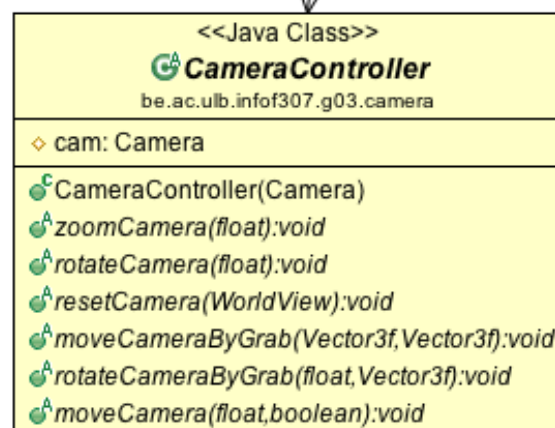 <<Java Class>>
CameraController
be.ac.ulb.infof307.g03.camera
cam: Camera
CameraController(Camera)
zoomCamera(float):void
rotateCamera(float):void
resetCamera(WorldView):void
moveCameraByGrab(Vector3f,Vector3f):void
rotateCameraByGrab(float,Vector3f):void
moveCamera(float,boolean):void